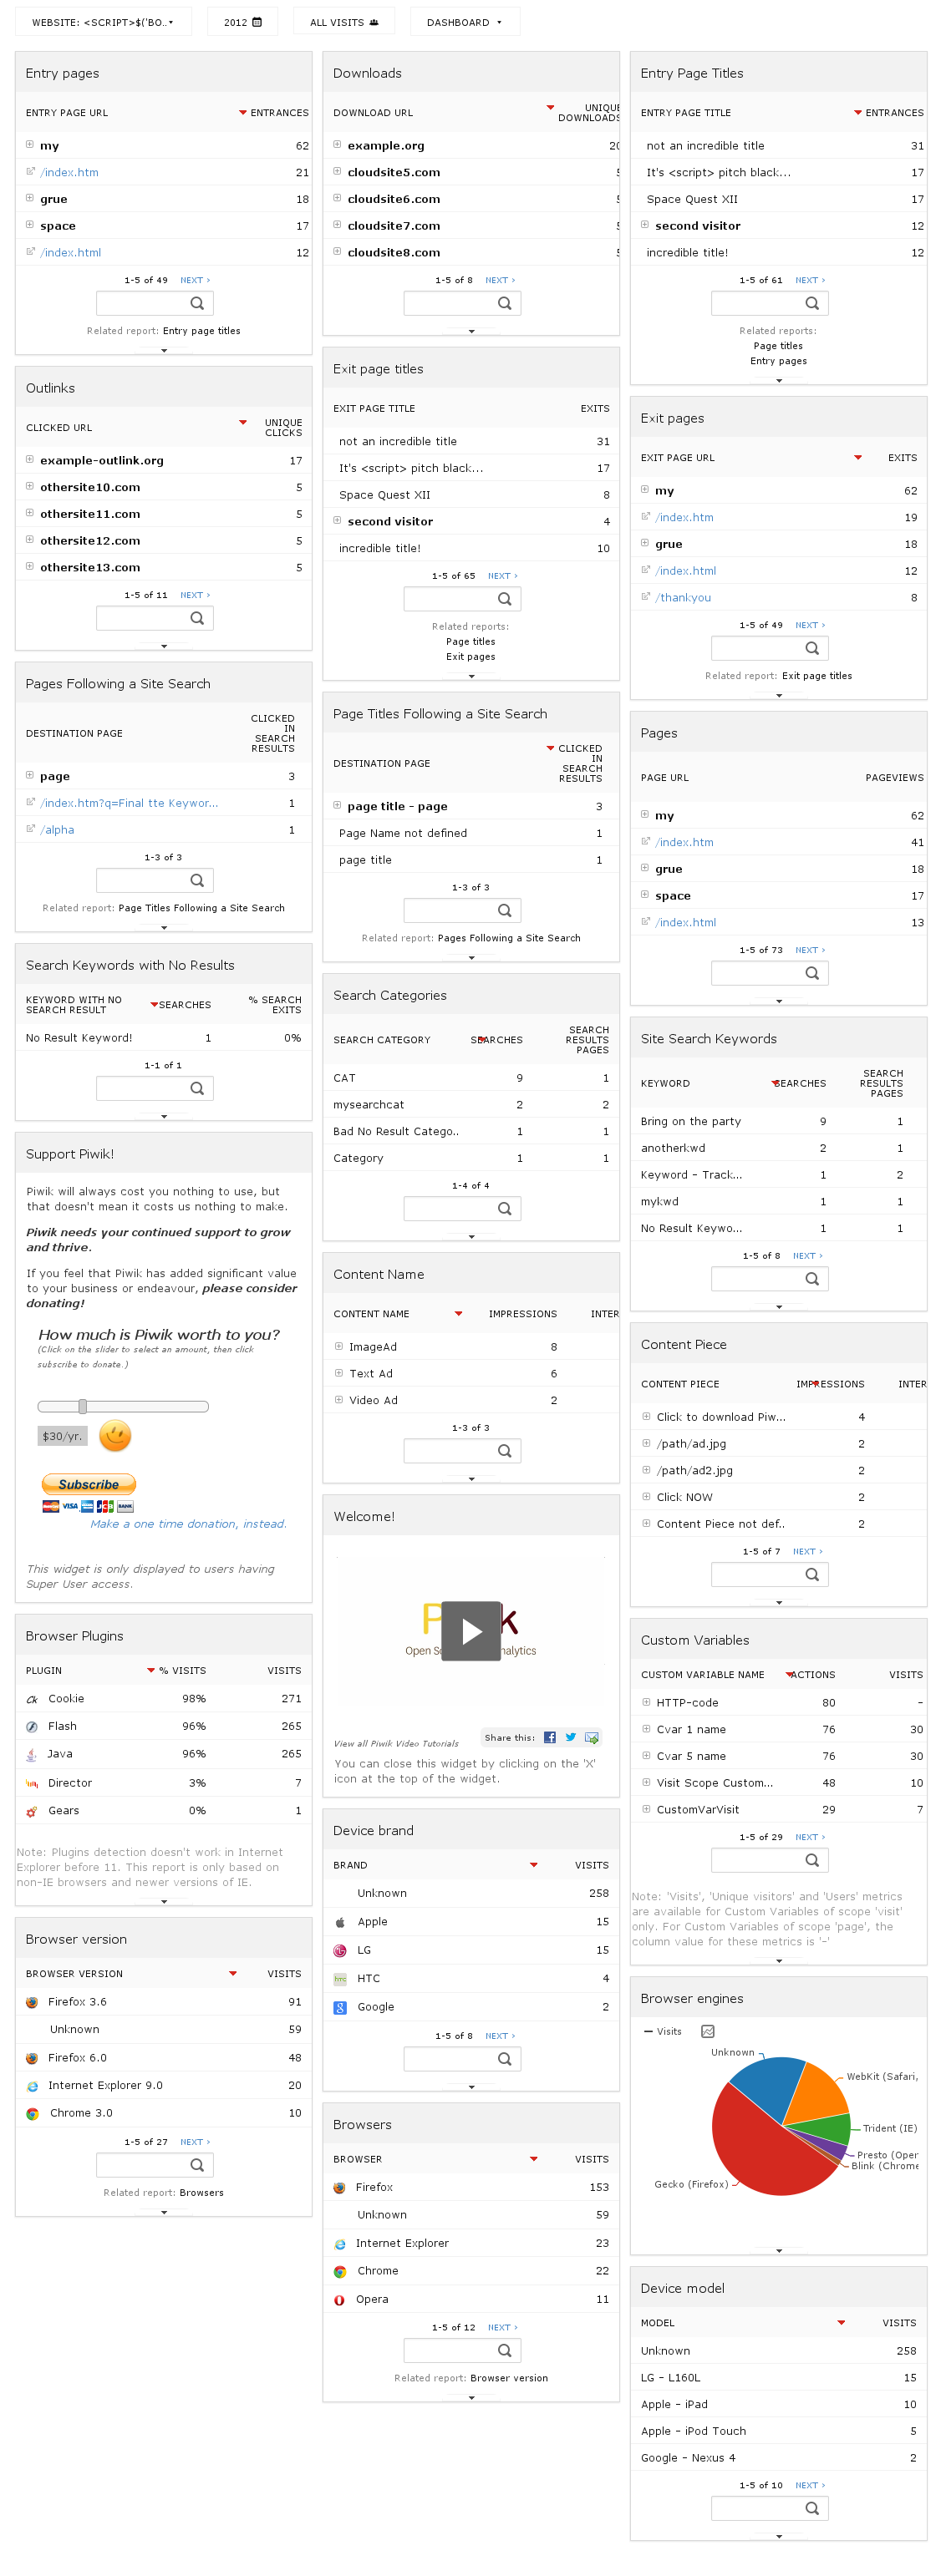 WEBSITE: <SCRIPT>$('BO..
2012
ALL VISITS
DASHBOARD
Entry pages
ENTRY PAGE URL ENTRANCES
my 62
/index.htm 21
grue 18
space 17
/index.html 12
1-5 of 49 NEXT ›
Related report: Entry page titles
Outlinks
CLICKED URL UNIQUE
CLICKS
example-outlink.org 17
othersite10.com 5
othersite11.com 5
othersite12.com 5
othersite13.com 5
1-5 of 11 NEXT ›
Pages Following a Site Search
DESTINATION PAGE CLICKED
IN
SEARCH
RESULTS
page 3
/index.htm?q=Final tte Keywor... 1
/alpha 1
1-3 of 3
Related report: Page Titles Following a Site Search
Search Keywords with No Results
KEYWORD WITH NO
SEARCH RESULT SEARCHES % SEARCH
EXITS
No Result Keyword! 1 0%
1-1 of 1
Support Piwik!
Piwik will always cost you nothing to use, but
that doesn't mean it costs us nothing to make.
Piwik needs your continued support to grow
and thrive.
If you feel that Piwik has added significant value
to your business or endeavour, please consider
donating!
How much is Piwik worth to you?
(Click on the slider to select an amount, then click
subscribe to donate.)
$30/yr.
Subscribe
VISA BANK
Make a one time donation, instead.
This widget is only displayed to users having
Super User access.
Browser Plugins
PLUGIN % VISITS VISITS
Cookie 98% 271
Flash 96% 265
Java 96% 265
Director 3% 7
Gears 0% 1
Note: Plugins detection doesn't work in Internet
Explorer before 11. This report is only based on
non-IE browsers and newer versions of IE.
Browser version
BROWSER VERSION VISITS
Firefox 3.6 91
Unknown 59
Firefox 6.0 48
Internet Explorer 9.0 20
Chrome 3.0 10
1-5 of 27 NEXT ›
Related report: Browsers
Downloads
DOWNLOAD URL UNIQUE
DOWNLOADS
example.org 20
cloudsite5.com 5
cloudsite6.com 5
cloudsite7.com 5
cloudsite8.com 5
1-5 of 8 NEXT ›
Exit page titles
EXIT PAGE TITLE EXITS
not an incredible title 31
It's <script> pitch black... 17
Space Quest XII 8
second visitor 4
incredible title! 10
1-5 of 65 NEXT ›
Related reports:
Page titles
Exit pages
Page Titles Following a Site Search
DESTINATION PAGE CLICKED
IN
SEARCH
RESULTS
page title - page 3
Page Name not defined 1
page title 1
1-3 of 3
Related report: Pages Following a Site Search
Search Categories
SEARCH CATEGORY SEARCHES SEARCH
RESULTS
PAGES
CAT 9 1
mysearchcat 2 2
Bad No Result Catego.. 1 1
Category 1 1
1-4 of 4
Content Name
CONTENT NAME IMPRESSIONS INTER
ImageAd 8
Text Ad 6
Video Ad 2
1-3 of 3
Welcome!
P k
Open S nalytics
View all Piwik Video Tutorials
Share this:
You can close this widget by clicking on the 'X'
icon at the top of the widget.
Device brand
BRAND VISITS
Unknown 258
Apple 15
LG 15
HTC 4
Google 2
1-5 of 8 NEXT ›
Browsers
BROWSER VISITS
Firefox 153
Unknown 59
Internet Explorer 23
Chrome 22
Opera 11
1-5 of 12 NEXT ›
Related report: Browser version
Entry Page Titles
ENTRY PAGE TITLE ENTRANCES
not an incredible title 31
It's <script> pitch black... 17
Space Quest XII 17
second visitor 12
incredible title! 12
1-5 of 61 NEXT ›
Related reports:
Page titles
Entry pages
Exit pages
EXIT PAGE URL EXITS
my 62
/index.htm 19
grue 18
/index.html 12
/thankyou 8
1-5 of 49 NEXT ›
Related report: Exit page titles
Pages
PAGE URL PAGEVIEWS
my 62
/index.htm 41
grue 18
space 17
/index.html 13
1-5 of 73 NEXT ›
Site Search Keywords
KEYWORD SEARCHES SEARCH
RESULTS
PAGES
Bring on the party 9 1
anotherkwd 2 1
Keyword - Track... 1 2
mykwd 1 1
No Result Keywo... 1 1
1-5 of 8 NEXT ›
Content Piece
CONTENT PIECE IMPRESSIONS INTER
Click to download Piw... 4
/path/ad.jpg 2
/path/ad2.jpg 2
Click NOW 2
Content Piece not def.. 2
1-5 of 7 NEXT ›
Custom Variables
CUSTOM VARIABLE NAME ACTIONS VISITS
HTTP-code 80 -
Cvar 1 name 76 30
Cvar 5 name 76 30
Visit Scope Custom... 48 10
CustomVarVisit 29 7
1-5 of 29 NEXT ›
Note: 'Visits', 'Unique visitors' and 'Users' metrics
are available for Custom Variables of scope 'visit'
only. For Custom Variables of scope 'page', the
column value for these metrics is '-'
Browser engines
Visits
Unknown
WebKit (Safari,
Trident (IE)
Presto (Oper
Blink (Chrome
Gecko (Firefox)
Device model
MODEL VISITS
Unknown 258
LG - L160L 15
Apple - iPad 10
Apple - iPod Touch 5
Google - Nexus 4 2
1-5 of 10 NEXT ›